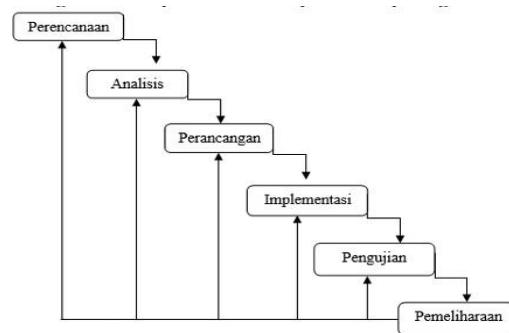 Perencanaan
Analisis
Perancangan
Implementasi
Pengujian
Pemeliharaan